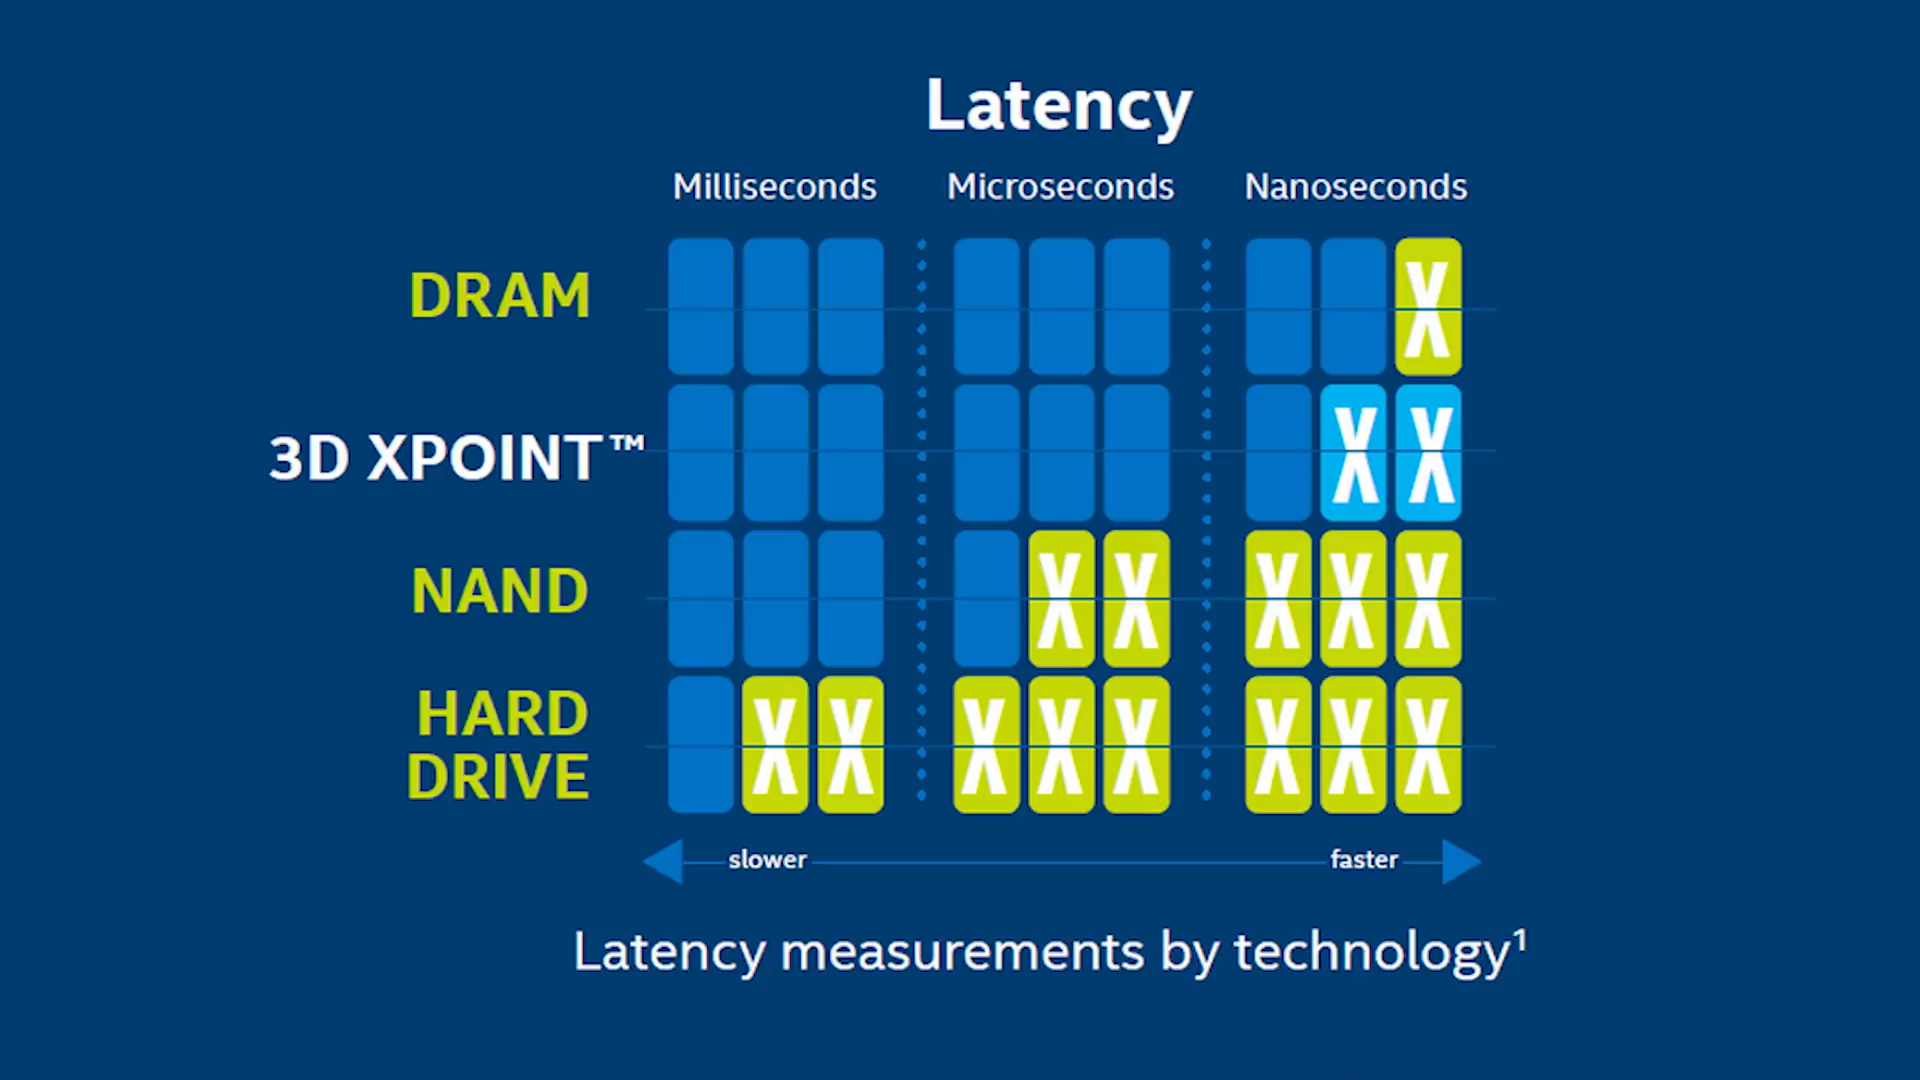 Latency
Milliseconds Microseconds Nanoseconds
DRAM X
3D XPOINT™ X X
NAND X X X X X
HARD
DRIVE X X X X X X X X
slower faster
Latency measurements by technology¹